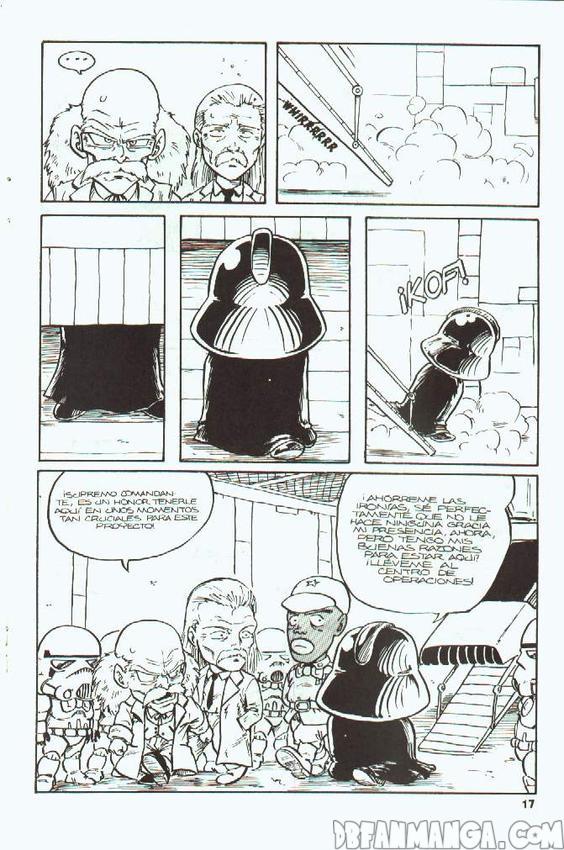 ...
WHIRRRRRR
¡KOF!
¡SUPREMO COMANDAN-
TE, ES UN HONOR TENERLE
AQUÍ EN UNOS MOMENTOS
TAN CRUCIALES PARA ESTE
PROYECTO!
¡AHÓRREME LAS
IRONÍAS, SÉ PERFEC-
TAMENTE QUE NO LE
HACE NINGUNA GRACIA
MI PRESENCIA, AHORA,
PERO TENGO MIS
BUENAS RAZONES
PARA ESTAR AQUÍ?
¡LLÉVEME AL
CENTRO DE
OPERACIONES!
17
DBFANMANGA.COM